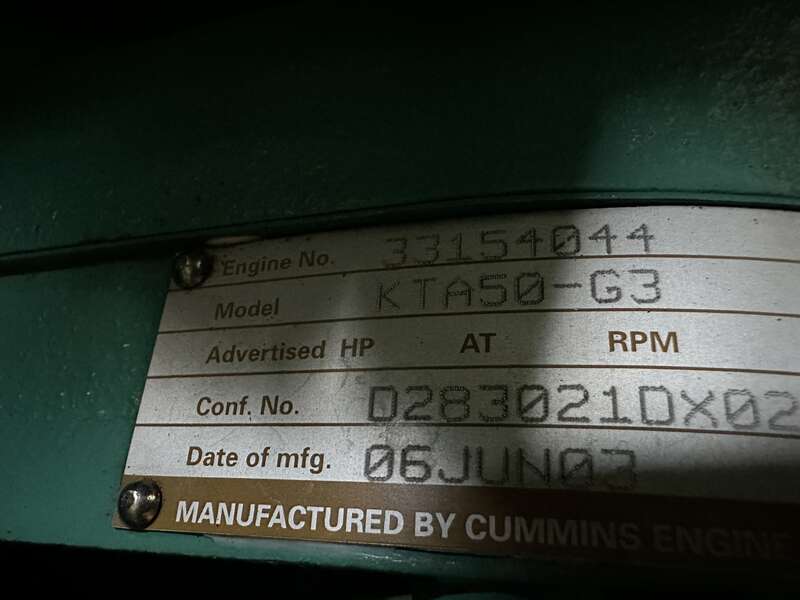 Engine No. 33154044
Model KTA50-G3
Advertised HP AT RPM
Conf. No. D283021DX02
Date of mfg. 06JUN03
MANUFACTURED BY CUMMINS ENGINE